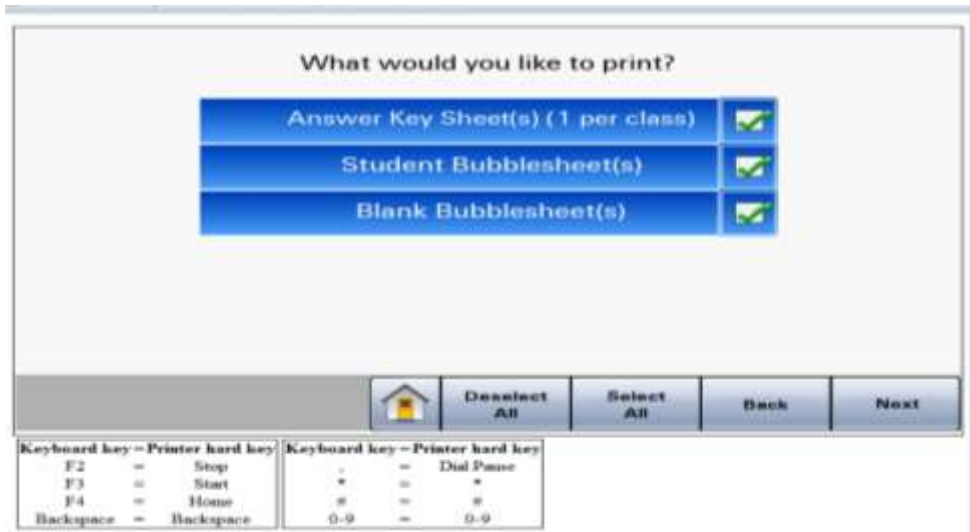 What would you like to print?
Answer Key Sheet(s) (1 per class)
Student Bubblesheet(s)
Blank Bubblesheet(s)
Deselect All
Select All
Back
Next
Keyboard key = Printer hard key
F2 = Stop
F3 = Start
F4 = Home
Backspace = Backspace
Keyboard key = Printer hard key
= Dial Pause
* = *
# = #
0-9 = 0-9